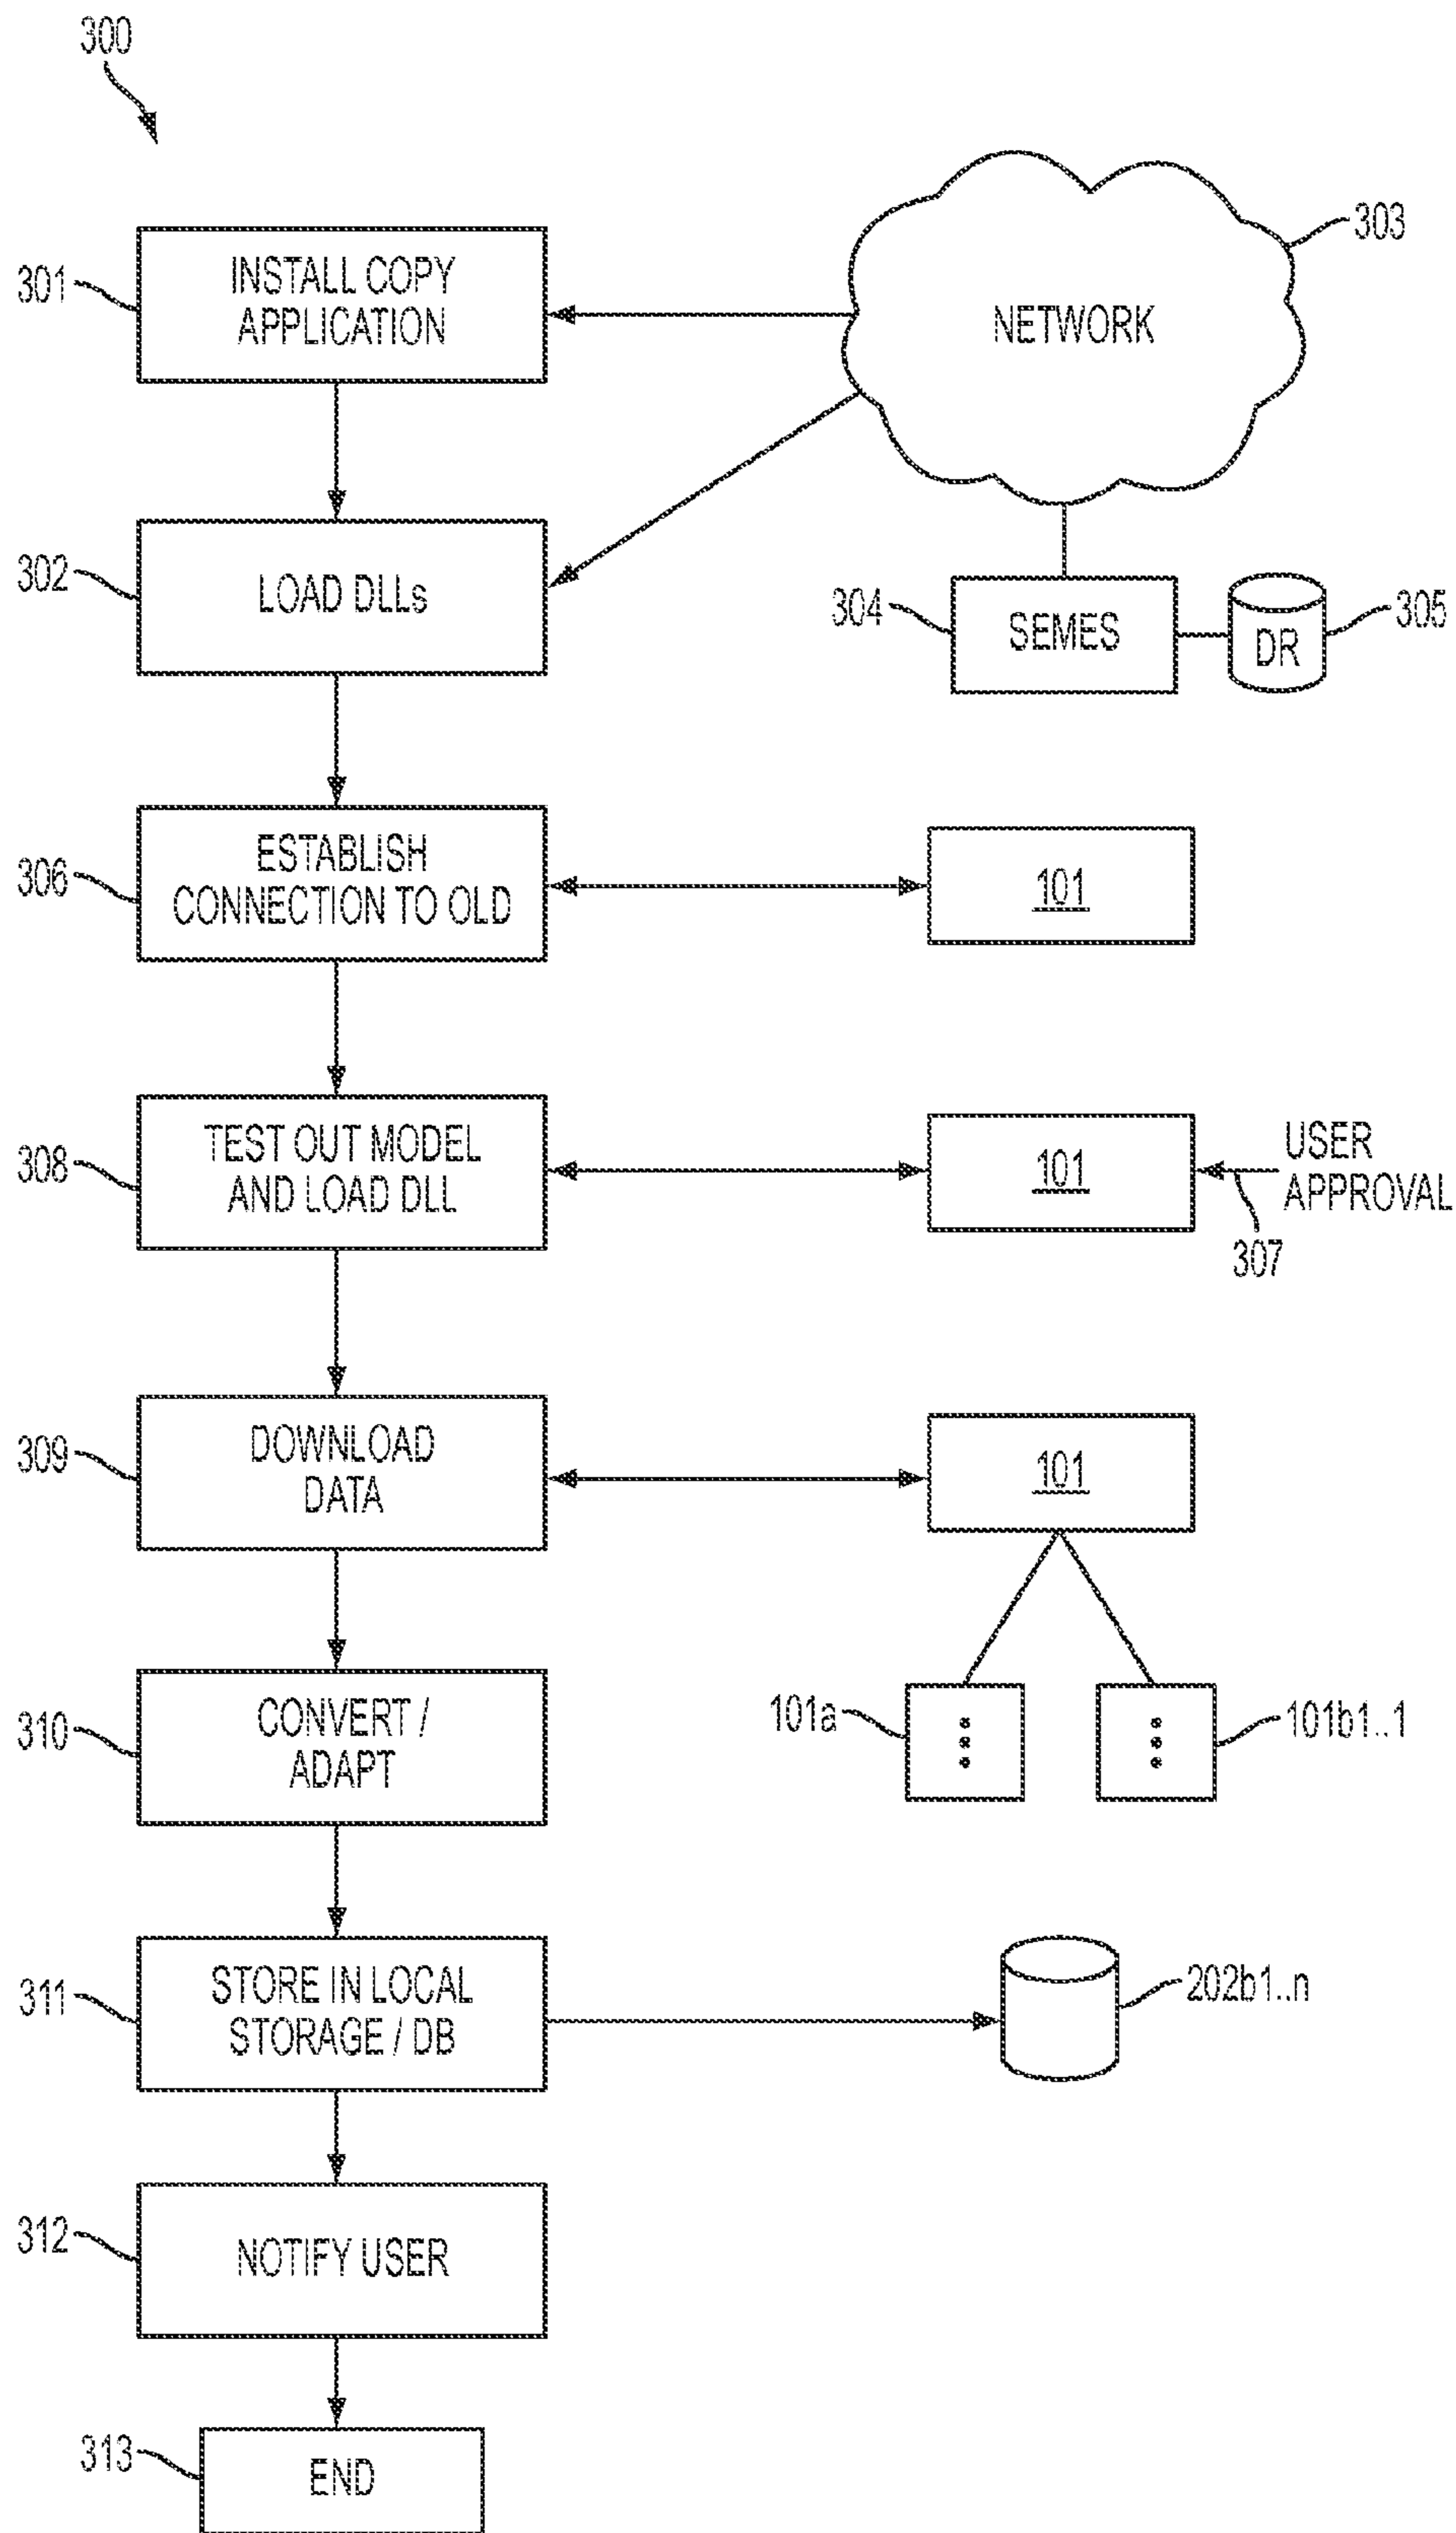 300
301
INSTALL COPY
APPLICATION
NETWORK
303
302
LOAD DLLs
304
SEMES
DR
305
306
ESTABLISH
CONNECTION TO OLD
101
308
TEST OUT MODEL
AND LOAD DLL
101
USER
APPROVAL
307
309
DOWNLOAD
DATA
101
101a
101b1..1
310
CONVERT /
ADAPT
311
STORE IN LOCAL
STORAGE / DB
202b1..n
312
NOTIFY USER
313
END